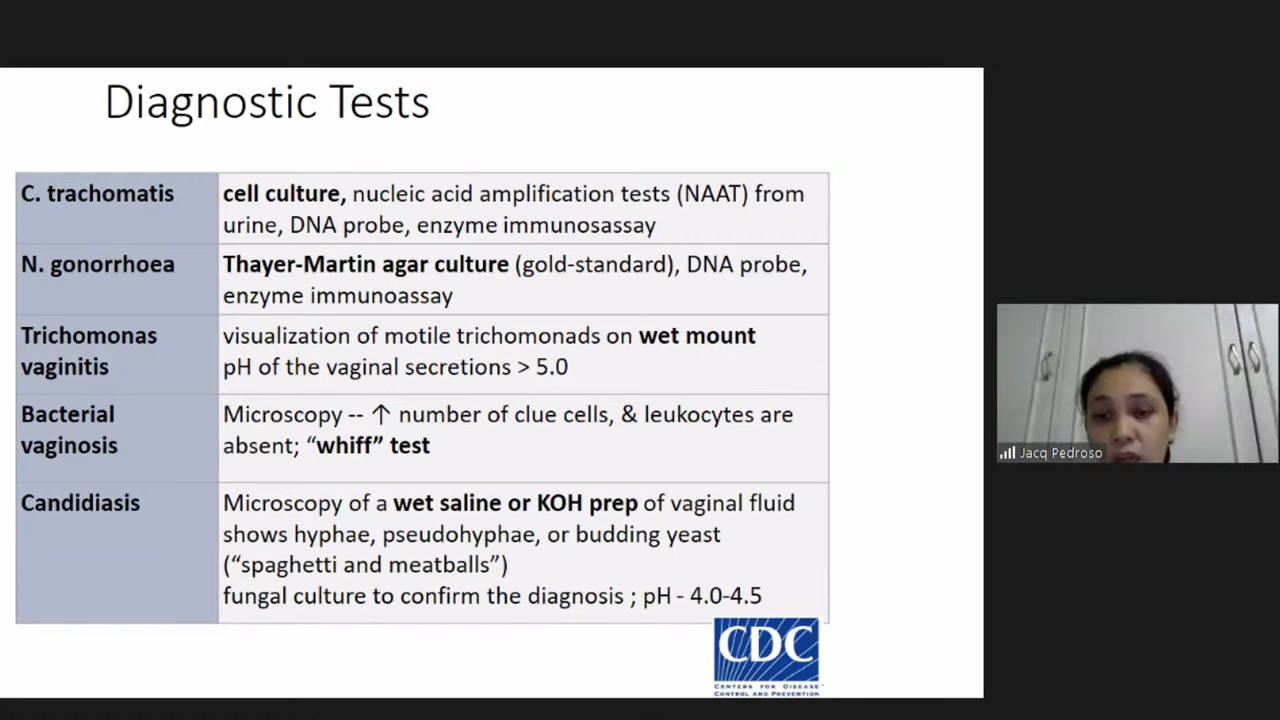 Diagnostic Tests
C. trachomatis
cell culture, nucleic acid amplification tests (NAAT) from
urine, DNA probe, enzyme immunosassay
N. gonorrhoea
Thayer-Martin agar culture (gold-standard), DNA probe,
enzyme immunoassay
Trichomonas
vaginitis
visualization of motile trichomonads on wet mount
pH of the vaginal secretions > 5.0
Bacterial
vaginosis
Microscopy -- ↑ number of clue cells, & leukocytes are
absent; “whiff” test
Candidiasis
Microscopy of a wet saline or KOH prep of vaginal fluid
shows hyphae, pseudohyphae, or budding yeast
(“spaghetti and meatballs”)
fungal culture to confirm the diagnosis ; pH - 4.0-4.5
CDC
CENTERS FOR DISEASE
CONTROL AND PREVENTION
Jacq Pedroso